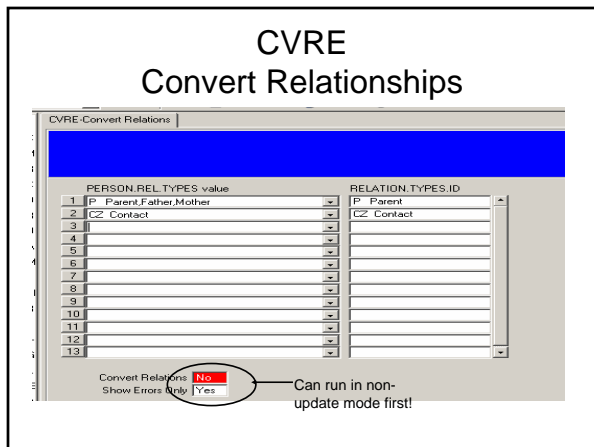 CVRE
Convert Relationships
CVRE-Convert Relations
PERSON.REL.TYPES value RELATION.TYPES.ID
1 P Parent,Father,Mother P Parent
2 CZ Contact CZ Contact
3
4
5
6
7
8
9
10
11
12
13
Convert Relations No
Show Errors Only Yes
Can run in non-
update mode first!